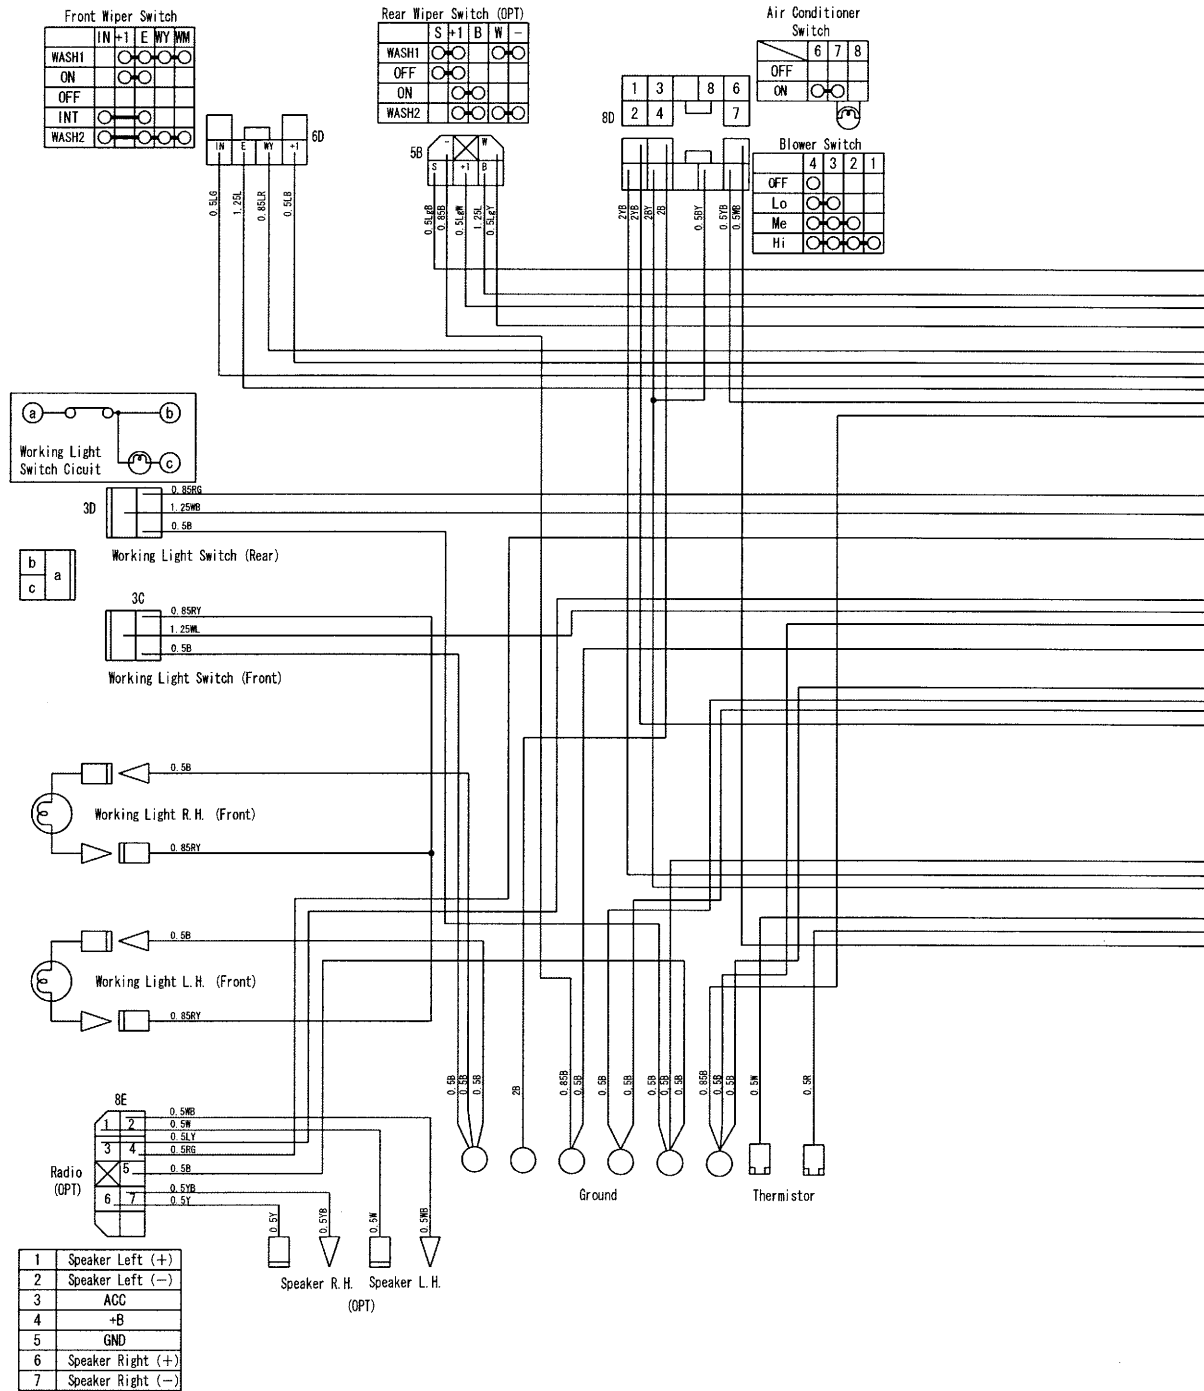 Front Wiper Switch
IN +1 E WY WM
WASH1
ON
OFF
INT
WASH2
6D
IN E WY +1
0.5LG
1.25L
0.85LR
0.5LB
Rear Wiper Switch (OPT)
S +1 B W -
WASH1
OFF
ON
WASH2
5B
- W
S +1 B
0.5LgB
0.85B
0.5LgW
1.25L
0.5LgY
8D
1 3 8 6
2 4 7
2YB
2YB
2BY
2B
0.5BY
0.5YB
0.5WB
Air Conditioner
Switch
6 7 8
OFF
ON
Blower Switch
4 3 2 1
OFF
Lo
Me
Hi
a b
c
Working Light
Switch Cicuit
3D
0.85RG
1.25WB
0.5B
Working Light Switch (Rear)
b a
c
3C
0.85RY
1.25WL
0.5B
Working Light Switch (Front)
0.5B
Working Light R.H. (Front)
0.85RY
0.5B
Working Light L.H. (Front)
0.85RY
8E
1 2
3 4
5
6 7
Radio
(OPT)
0.5WB
0.5W
0.5LY
0.5RG
0.5B
0.5YB
0.5Y
0.5Y
0.5YB
0.5W
0.5WB
Speaker R.H. Speaker L.H.
(OPT)
0.5B
0.5B
0.5B
2B
0.85B
0.5B
0.5B
0.5B
0.5B
0.5B
0.5B
0.85B
0.5B
0.5B
0.5W
0.5R
Ground
Thermistor
1 Speaker Left (+)
2 Speaker Left (−)
3 ACC
4 +B
5 GND
6 Speaker Right (+)
7 Speaker Right (−)